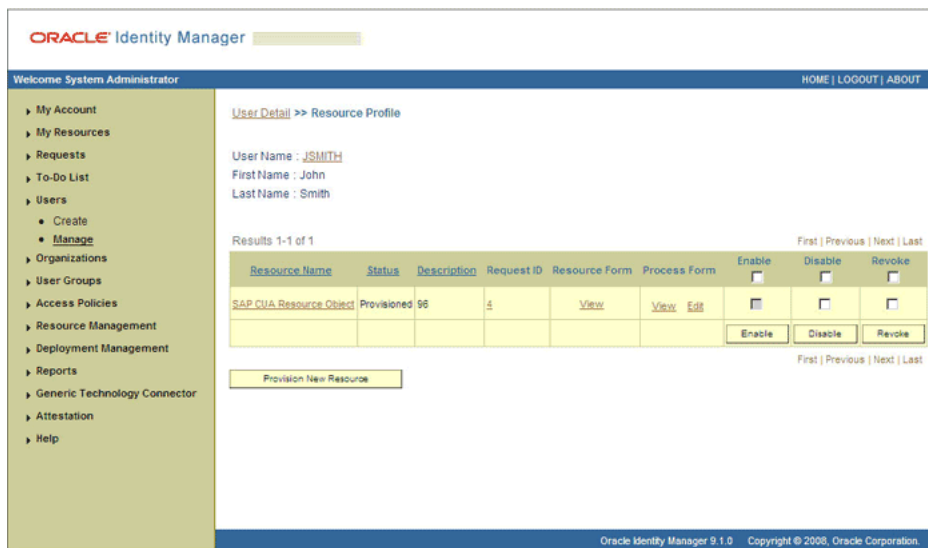 ORACLE Identity Manager
Welcome System Administrator
HOME | LOGOUT | ABOUT
My Account
My Resources
Requests
To-Do List
Users
Create
Manage
Organizations
User Groups
Access Policies
Resource Management
Deployment Management
Reports
Generic Technology Connector
Attestation
Help
User Detail >> Resource Profile
User Name : JSMITH
First Name : John
Last Name : Smith
Results 1-1 of 1
First | Previous | Next | Last
Resource Name Status Description Request ID Resource Form Process Form Enable Disable Revoke
SAP CUA Resource Object Provisioned 96 4 View View Edit
Enable Disable Revoke
First | Previous | Next | Last
Provision New Resource
Oracle Identity Manager 9.1.0 Copyright © 2008, Oracle Corporation.